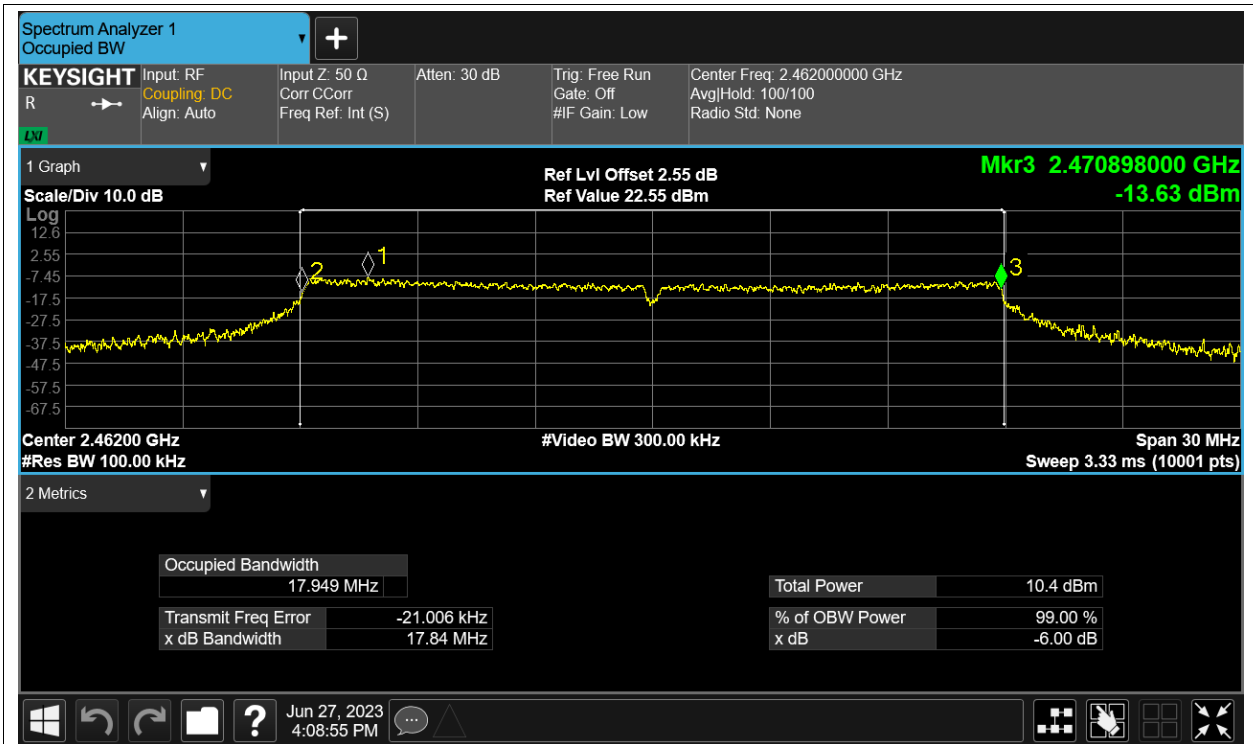 Spectrum Analyzer 1
Occupied BW
KEYSIGHT
R
LXI
Input: RF
Coupling: DC
Align: Auto
Input Z: 50 Ω
Corr CCorr
Freq Ref: Int (S)
Atten: 30 dB
Trig: Free Run
Gate: Off
#IF Gain: Low
Center Freq: 2.462000000 GHz
Avg|Hold: 100/100
Radio Std: None
1 Graph
Scale/Div 10.0 dB
Ref Lvl Offset 2.55 dB
Ref Value 22.55 dBm
Mkr3 2.470898000 GHz
-13.63 dBm
Log
12.6
2.55
-7.45
-17.5
-27.5
-37.5
-47.5
-57.5
-67.5
1
2
3
Center 2.46200 GHz
#Res BW 100.00 kHz
#Video BW 300.00 kHz
Span 30 MHz
Sweep 3.33 ms (10001 pts)
2 Metrics
Occupied Bandwidth
17.949 MHz
Transmit Freq Error -21.006 kHz
x dB Bandwidth 17.84 MHz
Total Power 10.4 dBm
% of OBW Power 99.00 %
x dB -6.00 dB
?
Jun 27, 2023
4:08:55 PM